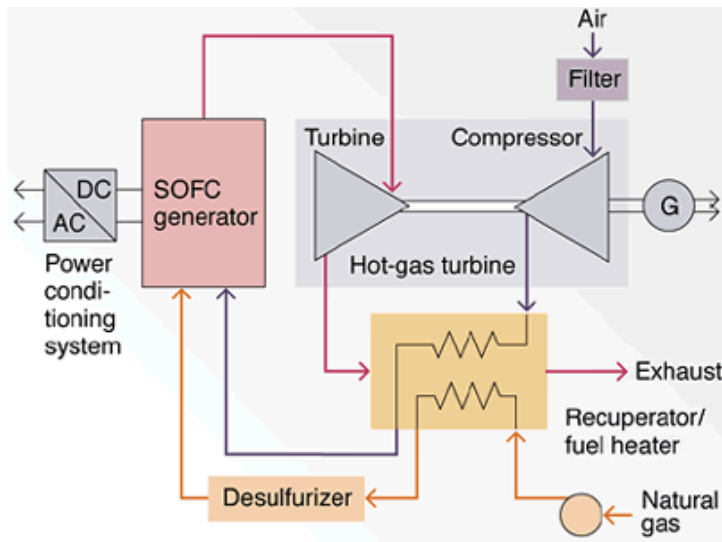 Air
Filter
Turbine
Compressor
DC
AC
SOFC
generator
G
Power
condi-
tioning
system
Hot-gas turbine
Exhaust
Recuperator/
fuel heater
Desulfurizer
Natural
gas